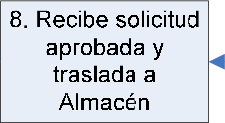 8. Recibe solicitud
aprobada y
traslada a
Almacén